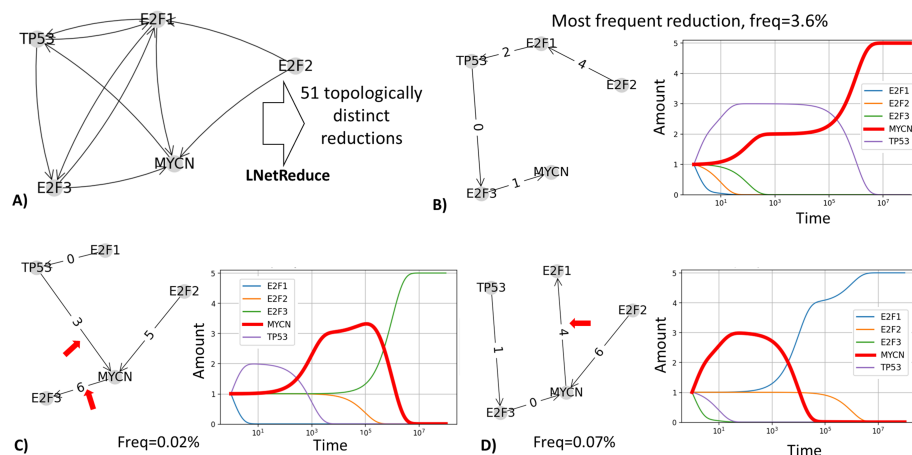 A)
E2F1
TP53
E2F2
MYCN
E2F3
51 topologically
distinct
reductions
LNetReduce
B)
Most frequent reduction, freq=3.6%
E2F1
TP53
E2F2
MYCN
E2F3
2
4
0
1
Amount
5
4
3
2
1
0
10¹
10³
10⁵
10⁷
Time
E2F1
E2F2
E2F3
MYCN
TP53
C)
E2F1
TP53
E2F2
MYCN
E2F3
0
3
5
6
Freq=0.02%
Amount
5
4
3
2
1
0
10¹
10³
10⁵
10⁷
Time
E2F1
E2F2
E2F3
MYCN
TP53
D)
E2F1
TP53
E2F2
MYCN
E2F3
4
1
6
0
Freq=0.07%
Amount
5
4
3
2
1
0
10¹
10³
10⁵
10⁷
Time
E2F1
E2F2
E2F3
MYCN
TP53